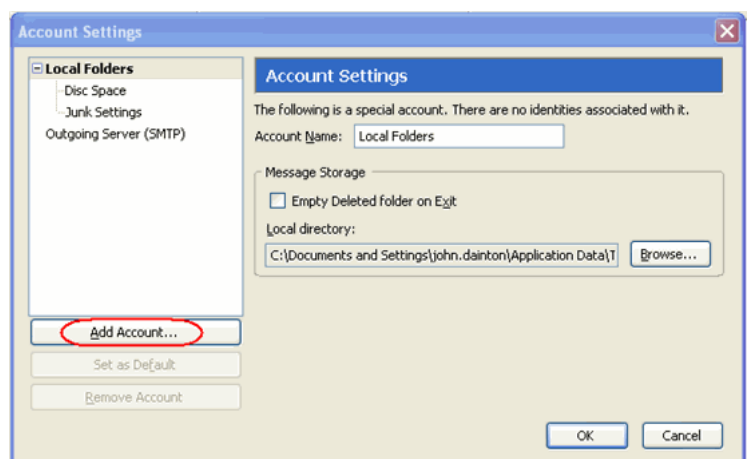 Account Settings
Local Folders
Disc Space
Junk Settings
Outgoing Server (SMTP)
Add Account...
Set as Default
Remove Account
Account Settings
The following is a special account. There are no identities associated with it.
Account Name: Local Folders
Message Storage
Empty Deleted folder on Exit
Local directory:
C:\Documents and Settings\john.dainton\Application Data\T Browse...
OK Cancel